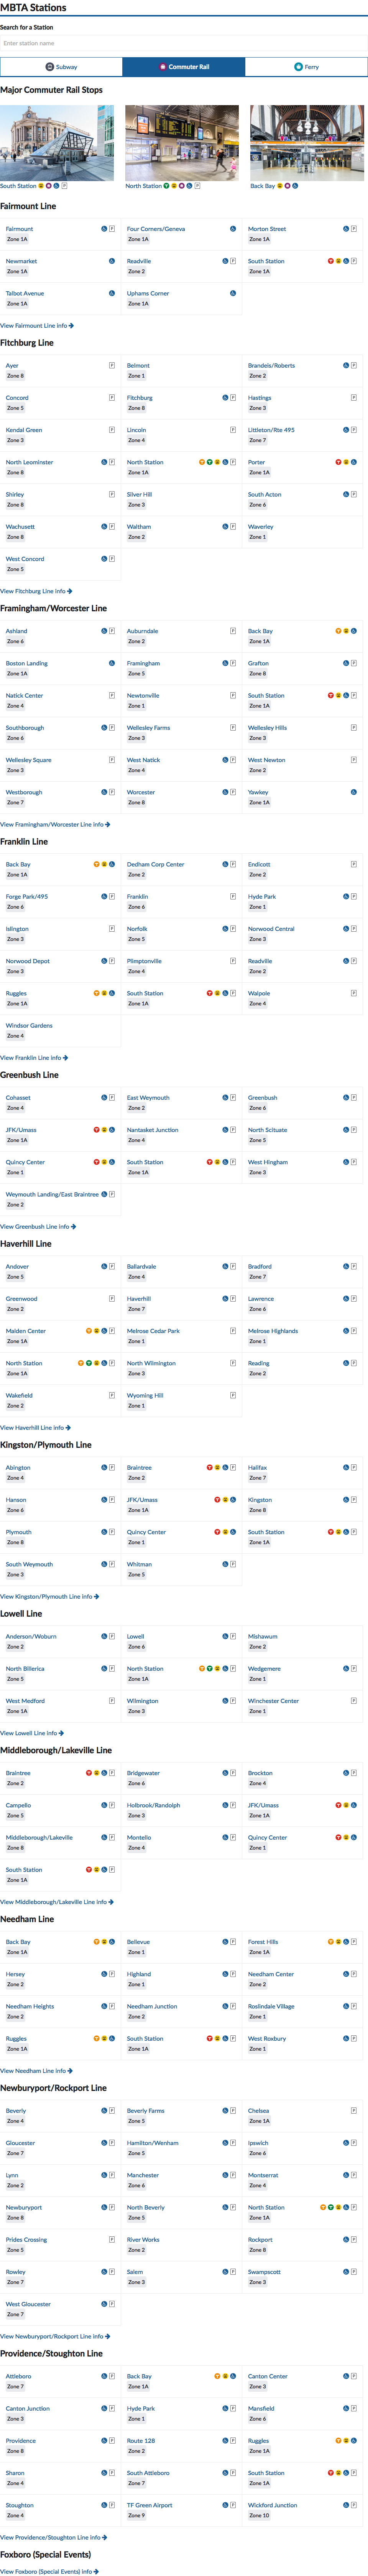 MBTA Stations
Search for a Station
Enter station name
Subway
Commuter Rail
Ferry
Major Commuter Rail Stops
South Station P
North Station P
Back Bay
Fairmount Line
Fairmount P
Zone 1A
Four Corners/Geneva
Zone 1A
Morton Street P
Zone 1A
Newmarket
Zone 1A
Readville P
Zone 2
South Station P
Zone 1A
Talbot Avenue
Zone 1A
Uphams Corner
Zone 1A
View Fairmount Line info
Fitchburg Line
Ayer P
Zone 8
Belmont
Zone 1
Brandeis/Roberts P
Zone 2
Concord P
Zone 5
Fitchburg P
Zone 8
Hastings P
Zone 3
Kendal Green P
Zone 3
Lincoln P
Zone 4
Littleton/Rte 495 P
Zone 7
North Leominster P
Zone 8
North Station P
Zone 1A
Porter
Zone 1A
Shirley P
Zone 8
Silver Hill
Zone 3
South Acton P
Zone 6
Wachusett P
Zone 8
Waltham P
Zone 2
Waverley
Zone 1
West Concord P
Zone 5
View Fitchburg Line info
Framingham/Worcester Line
Ashland P
Zone 6
Auburndale P
Zone 2
Back Bay
Zone 1A
Boston Landing
Zone 1A
Framingham P
Zone 5
Grafton P
Zone 8
Natick Center P
Zone 4
Newtonville P
Zone 1
South Station P
Zone 1A
Southborough P
Zone 6
Wellesley Farms P
Zone 3
Wellesley Hills P
Zone 3
Wellesley Square P
Zone 3
West Natick P
Zone 4
West Newton P
Zone 2
Westborough P
Zone 7
Worcester P
Zone 8
Yawkey
Zone 1A
View Framingham/Worcester Line info
Franklin Line
Back Bay
Zone 1A
Dedham Corp Center P
Zone 2
Endicott P
Zone 2
Forge Park/495 P
Zone 6
Franklin P
Zone 6
Hyde Park P
Zone 1
Islington P
Zone 3
Norfolk P
Zone 5
Norwood Central P
Zone 3
Norwood Depot P
Zone 3
Plimptonville P
Zone 4
Readville P
Zone 2
Ruggles
Zone 1A
South Station P
Zone 1A
Walpole P
Zone 4
Windsor Gardens
Zone 4
View Franklin Line info
Greenbush Line
Cohasset P
Zone 4
East Weymouth P
Zone 2
Greenbush P
Zone 6
JFK/Umass
Zone 1A
Nantasket Junction P
Zone 4
North Scituate P
Zone 5
Quincy Center
Zone 1
South Station P
Zone 1A
West Hingham P
Zone 3
Weymouth Landing/East Braintree P
Zone 2
View Greenbush Line info
Haverhill Line
Andover P
Zone 5
Ballardvale P
Zone 4
Bradford P
Zone 7
Greenwood P
Zone 2
Haverhill P
Zone 7
Lawrence P
Zone 6
Malden Center P
Zone 1A
Melrose Cedar Park P
Zone 1
Melrose Highlands P
Zone 1
North Station P
Zone 1A
North Wilmington P
Zone 3
Reading P
Zone 2
Wakefield P
Zone 2
Wyoming Hill P
Zone 1
View Haverhill Line info
Kingston/Plymouth Line
Abington P
Zone 4
Braintree P
Zone 2
Halifax P
Zone 7
Hanson P
Zone 6
JFK/Umass
Zone 1A
Kingston P
Zone 8
Plymouth P
Zone 8
Quincy Center
Zone 1
South Station P
Zone 1A
South Weymouth P
Zone 3
Whitman P
Zone 5
View Kingston/Plymouth Line info
Lowell Line
Anderson/Woburn P
Zone 2
Lowell P
Zone 6
Mishawum
Zone 2
North Billerica P
Zone 5
North Station P
Zone 1A
Wedgemere P
Zone 1
West Medford P
Zone 1A
Wilmington P
Zone 3
Winchester Center P
Zone 1
View Lowell Line info
Middleborough/Lakeville Line
Braintree P
Zone 2
Bridgewater P
Zone 6
Brockton P
Zone 4
Campello P
Zone 5
Holbrook/Randolph P
Zone 3
JFK/Umass
Zone 1A
Middleborough/Lakeville P
Zone 8
Montello P
Zone 4
Quincy Center
Zone 1
South Station P
Zone 1A
View Middleborough/Lakeville Line info
Needham Line
Back Bay
Zone 1A
Bellevue P
Zone 1
Forest Hills P
Zone 1A
Hersey P
Zone 2
Highland P
Zone 1
Needham Center P
Zone 2
Needham Heights P
Zone 2
Needham Junction P
Zone 2
Roslindale Village P
Zone 1
Ruggles
Zone 1A
South Station P
Zone 1A
West Roxbury P
Zone 1
View Needham Line info
Newburyport/Rockport Line
Beverly P
Zone 4
Beverly Farms P
Zone 5
Chelsea P
Zone 1A
Gloucester P
Zone 7
Hamilton/Wenham P
Zone 5
Ipswich P
Zone 6
Lynn P
Zone 2
Manchester P
Zone 6
Montserrat P
Zone 4
Newburyport P
Zone 8
North Beverly P
Zone 5
North Station P
Zone 1A
Prides Crossing P
Zone 5
River Works
Zone 2
Rockport P
Zone 8
Rowley P
Zone 7
Salem P
Zone 3
Swampscott P
Zone 3
West Gloucester P
Zone 7
View Newburyport/Rockport Line info
Providence/Stoughton Line
Attleboro P
Zone 7
Back Bay
Zone 1A
Canton Center P
Zone 3
Canton Junction P
Zone 3
Hyde Park P
Zone 1
Mansfield P
Zone 6
Providence P
Zone 8
Route 128 P
Zone 2
Ruggles
Zone 1A
Sharon P
Zone 4
South Attleboro P
Zone 7
South Station P
Zone 1A
Stoughton P
Zone 4
TF Green Airport P
Zone 9
Wickford Junction P
Zone 10
View Providence/Stoughton Line info
Foxboro (Special Events)
View Foxboro (Special Events) info